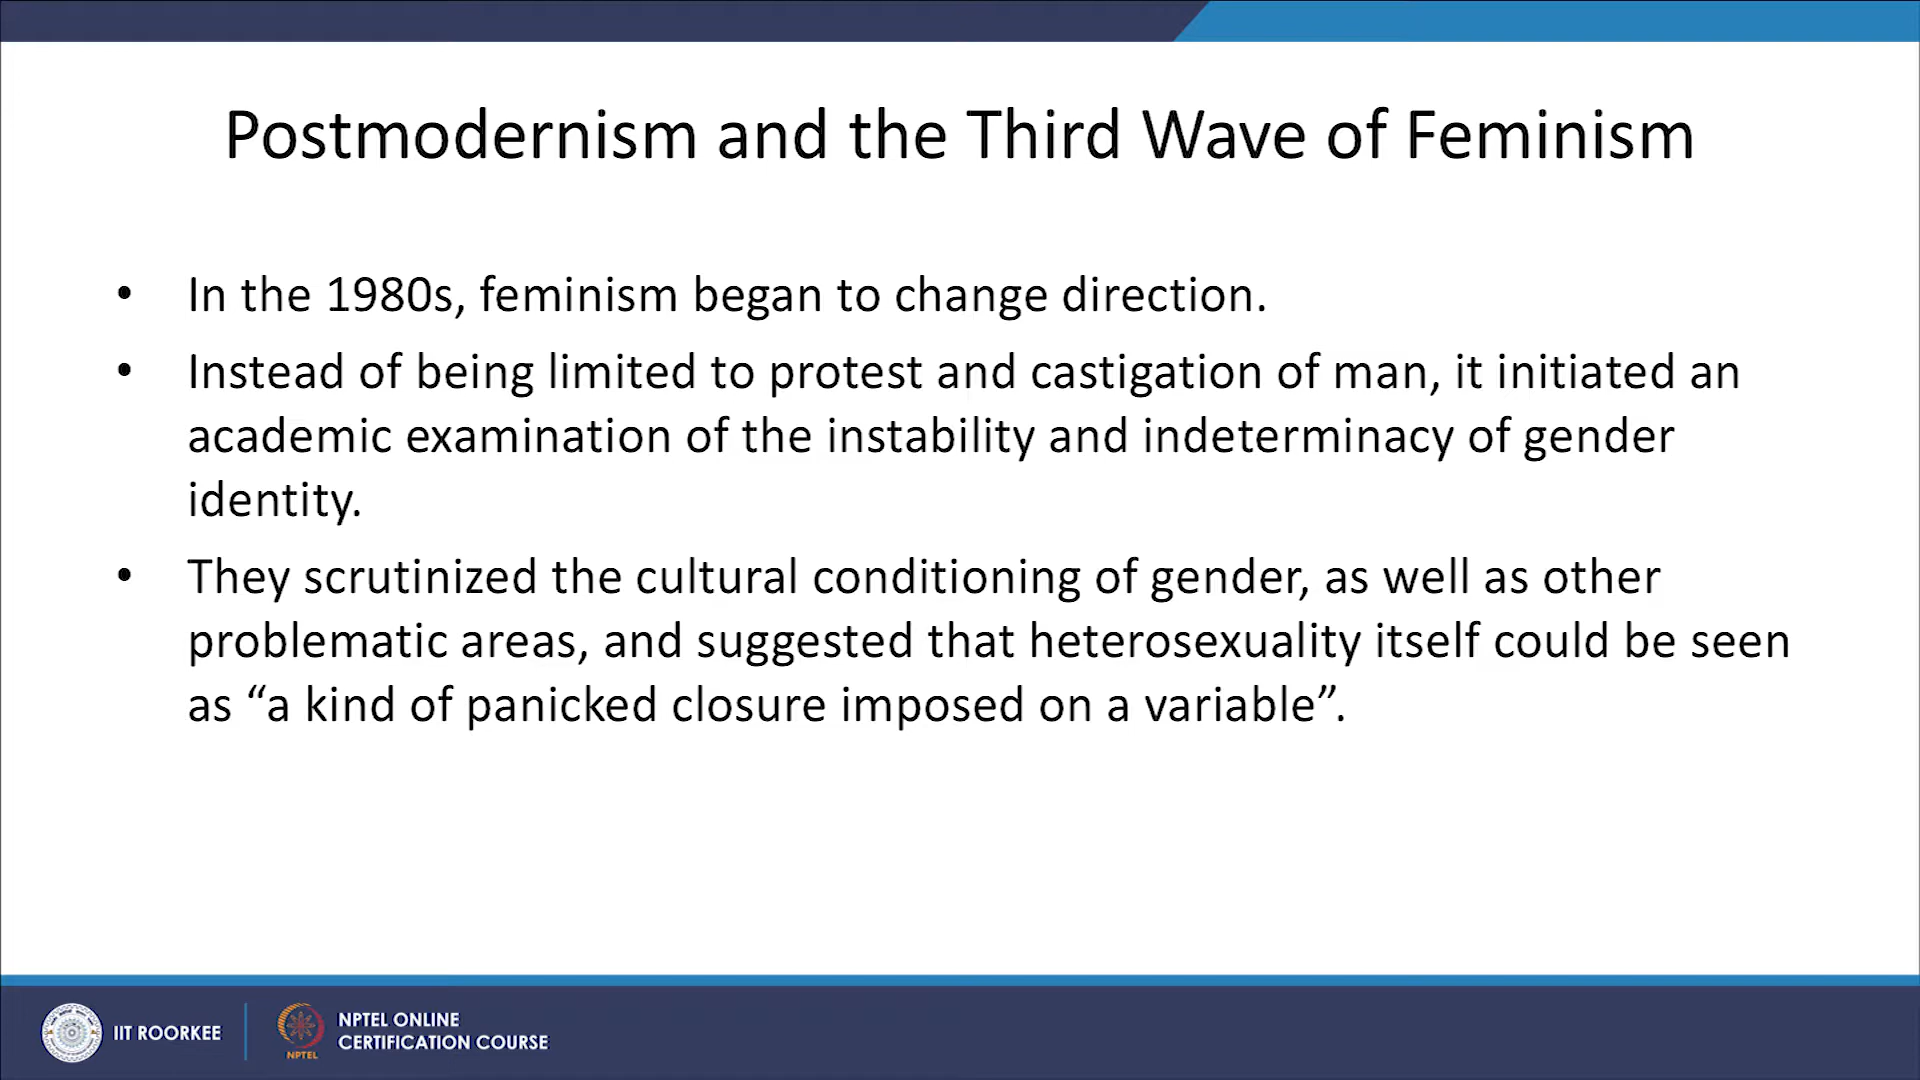 Postmodernism and the Third Wave of Feminism
• In the 1980s, feminism began to change direction.
• Instead of being limited to protest and castigation of man, it initiated an
academic examination of the instability and indeterminacy of gender
identity.
• They scrutinized the cultural conditioning of gender, as well as other
problematic areas, and suggested that heterosexuality itself could be seen
as “a kind of panicked closure imposed on a variable”.
IIT ROORKEE
NPTEL
NPTEL ONLINE
CERTIFICATION COURSE